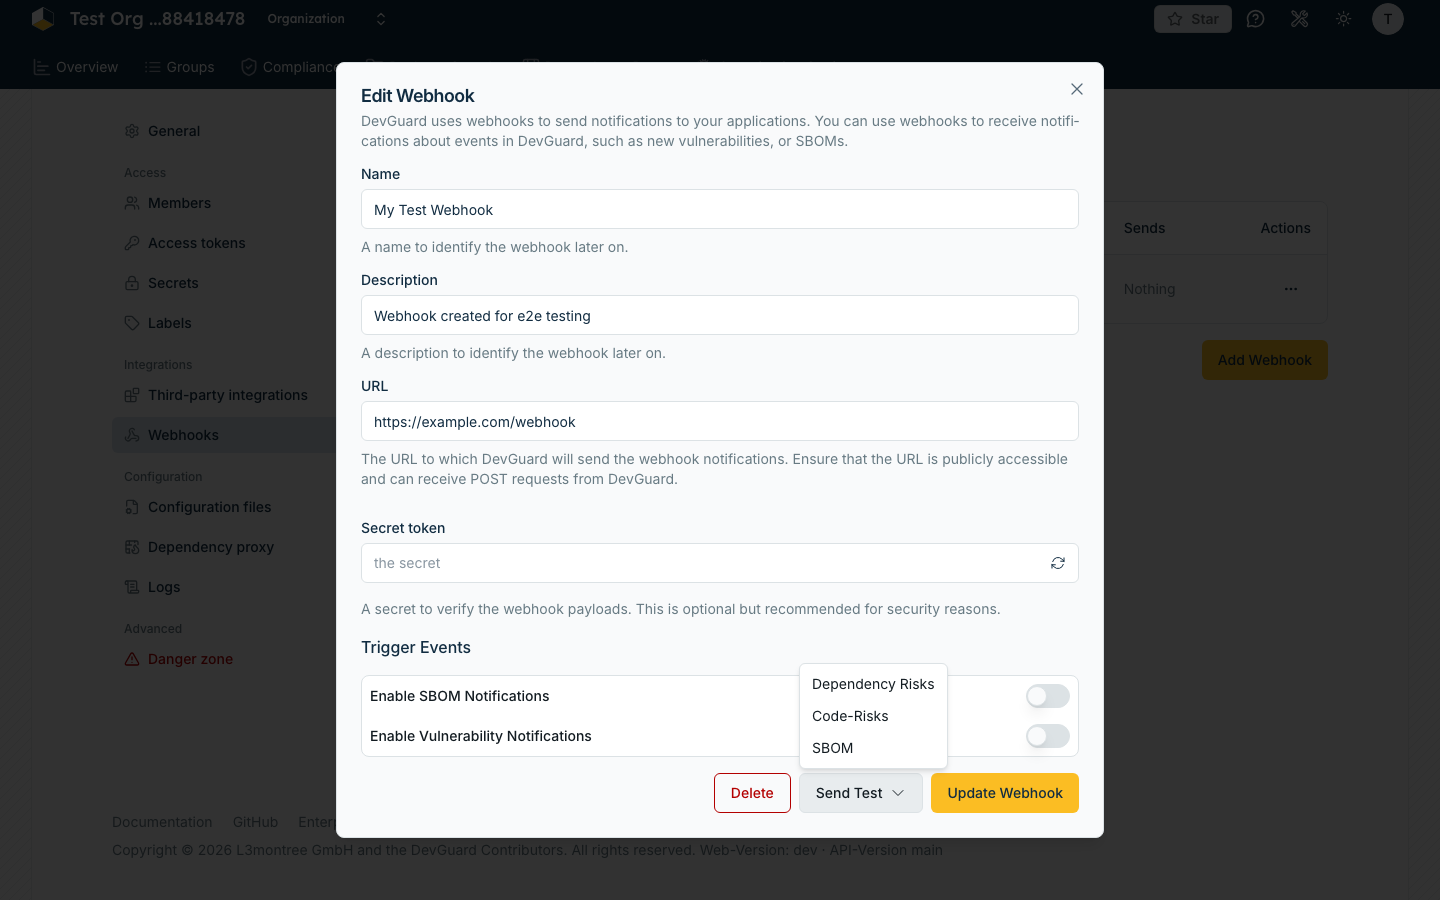 Test Org ...88418478
Organization
Star
T
Overview
Groups
Compliance
General
Access
Members
Access tokens
Secrets
Labels
Integrations
Third-party integrations
Webhooks
Configuration
Configuration files
Dependency proxy
Logs
Advanced
Danger zone
Edit Webhook
DevGuard uses webhooks to send notifications to your applications. You can use webhooks to receive notifi-
cations about events in DevGuard, such as new vulnerabilities, or SBOMs.
Name
My Test Webhook
A name to identify the webhook later on.
Description
Webhook created for e2e testing
A description to identify the webhook later on.
URL
https://example.com/webhook
The URL to which DevGuard will send the webhook notifications. Ensure that the URL is publicly accessible
and can receive POST requests from DevGuard.
Secret token
the secret
A secret to verify the webhook payloads. This is optional but recommended for security reasons.
Trigger Events
Enable SBOM Notifications
Enable Vulnerability Notifications
Dependency Risks
Code-Risks
SBOM
Delete
Send Test
Update Webhook
Sends
Actions
Nothing
Add Webhook
Documentation
GitHub
Copyright © 2026 L3montree GmbH and the DevGuard Contributors. All rights reserved. Web-Version: dev · API-Version main